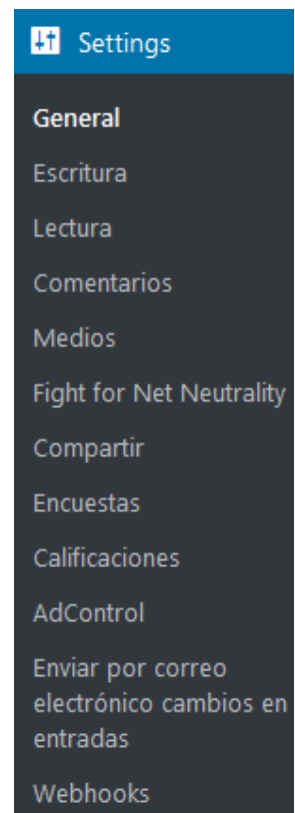 Settings
General
Escritura
Lectura
Comentarios
Medios
Fight for Net Neutrality
Compartir
Encuestas
Calificaciones
AdControl
Enviar por correo
electrónico cambios en
entradas
Webhooks